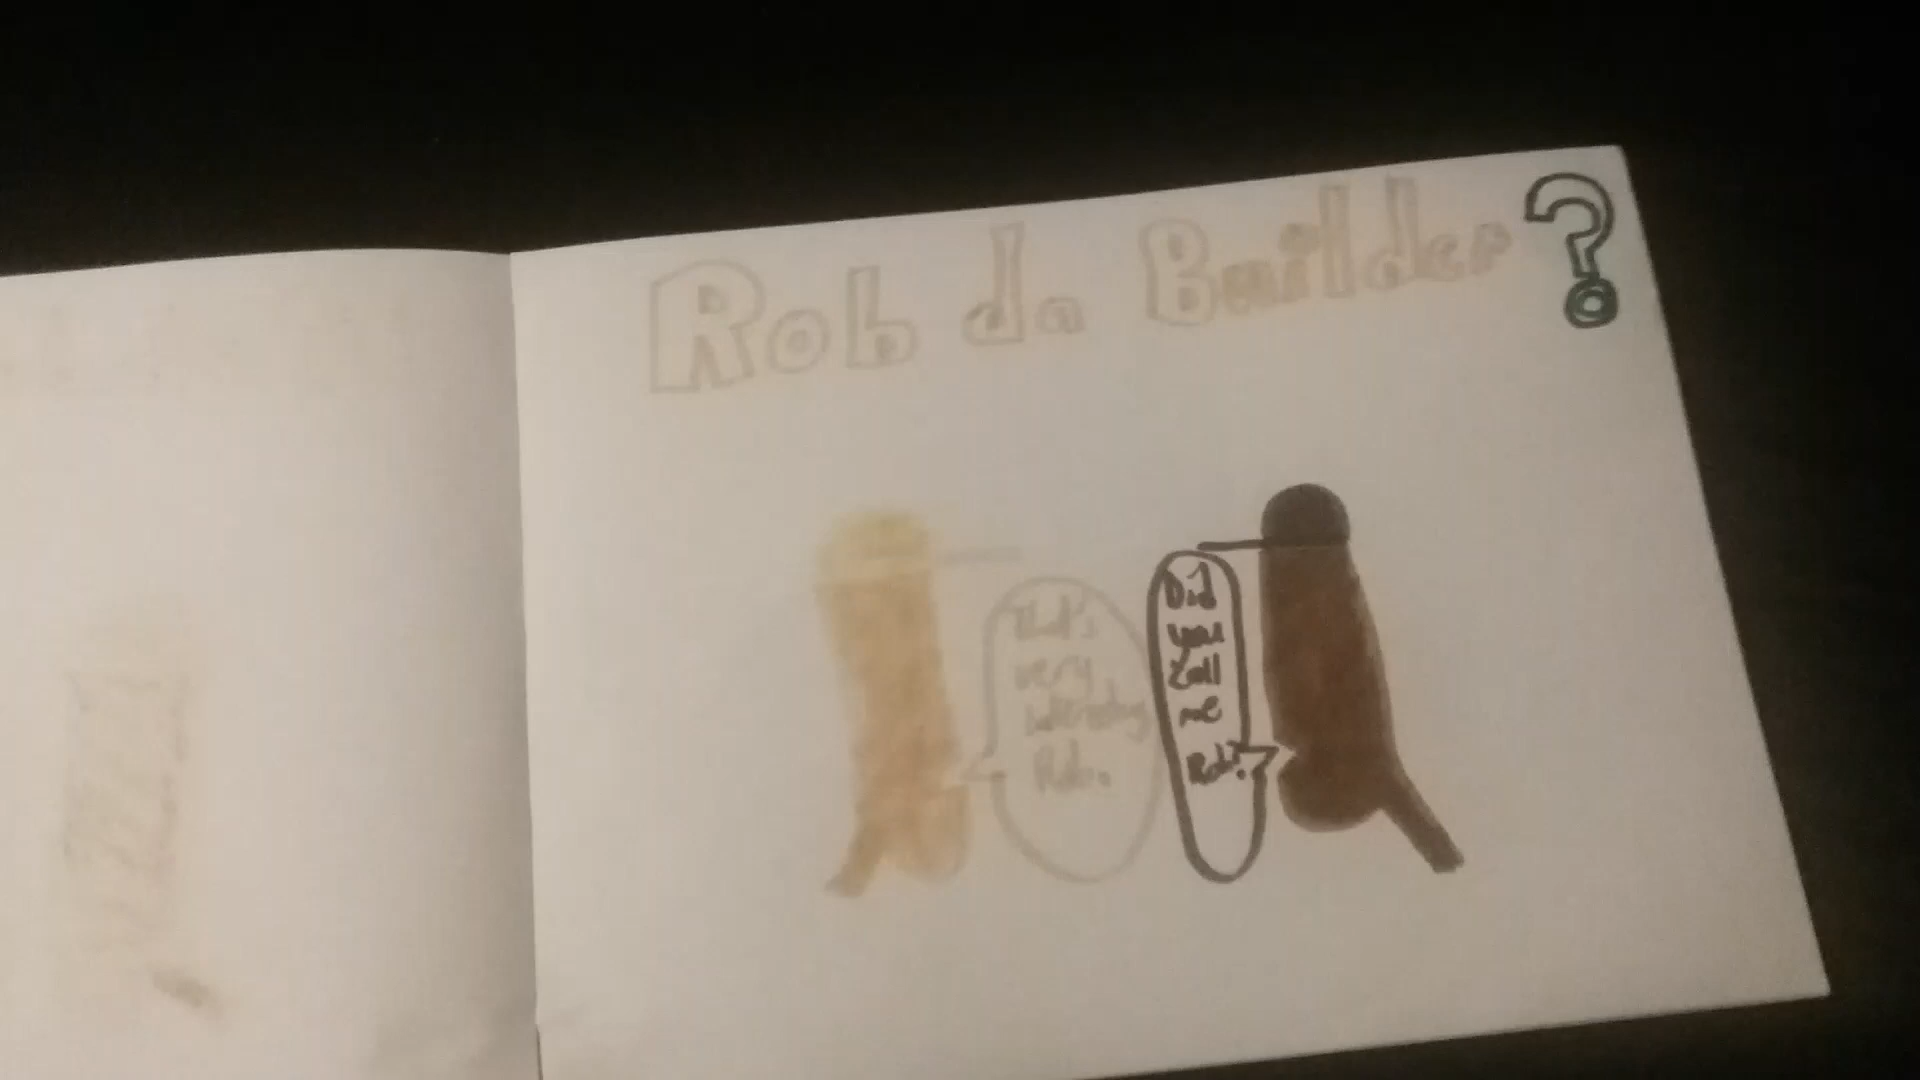 Rob da Builder?
That's
very
interesting
Rob.
Did
you
call
me
Rob?